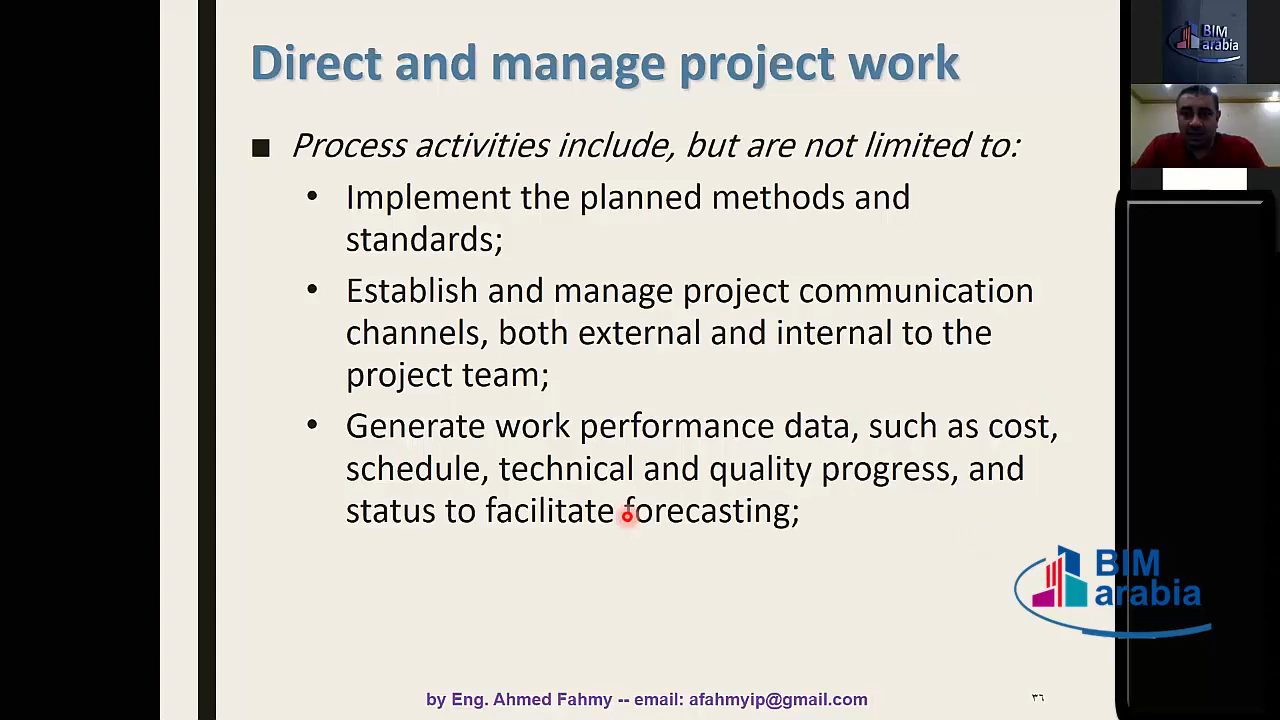 Direct and manage project work
■ Process activities include, but are not limited to:
• Implement the planned methods and
standards;
• Establish and manage project communication
channels, both external and internal to the
project team;
• Generate work performance data, such as cost,
schedule, technical and quality progress, and
status to facilitate forecasting;
by Eng. Ahmed Fahmy -- email: afahmyip@gmail.com
٣٦
BIM
arabia
BIM
arabia